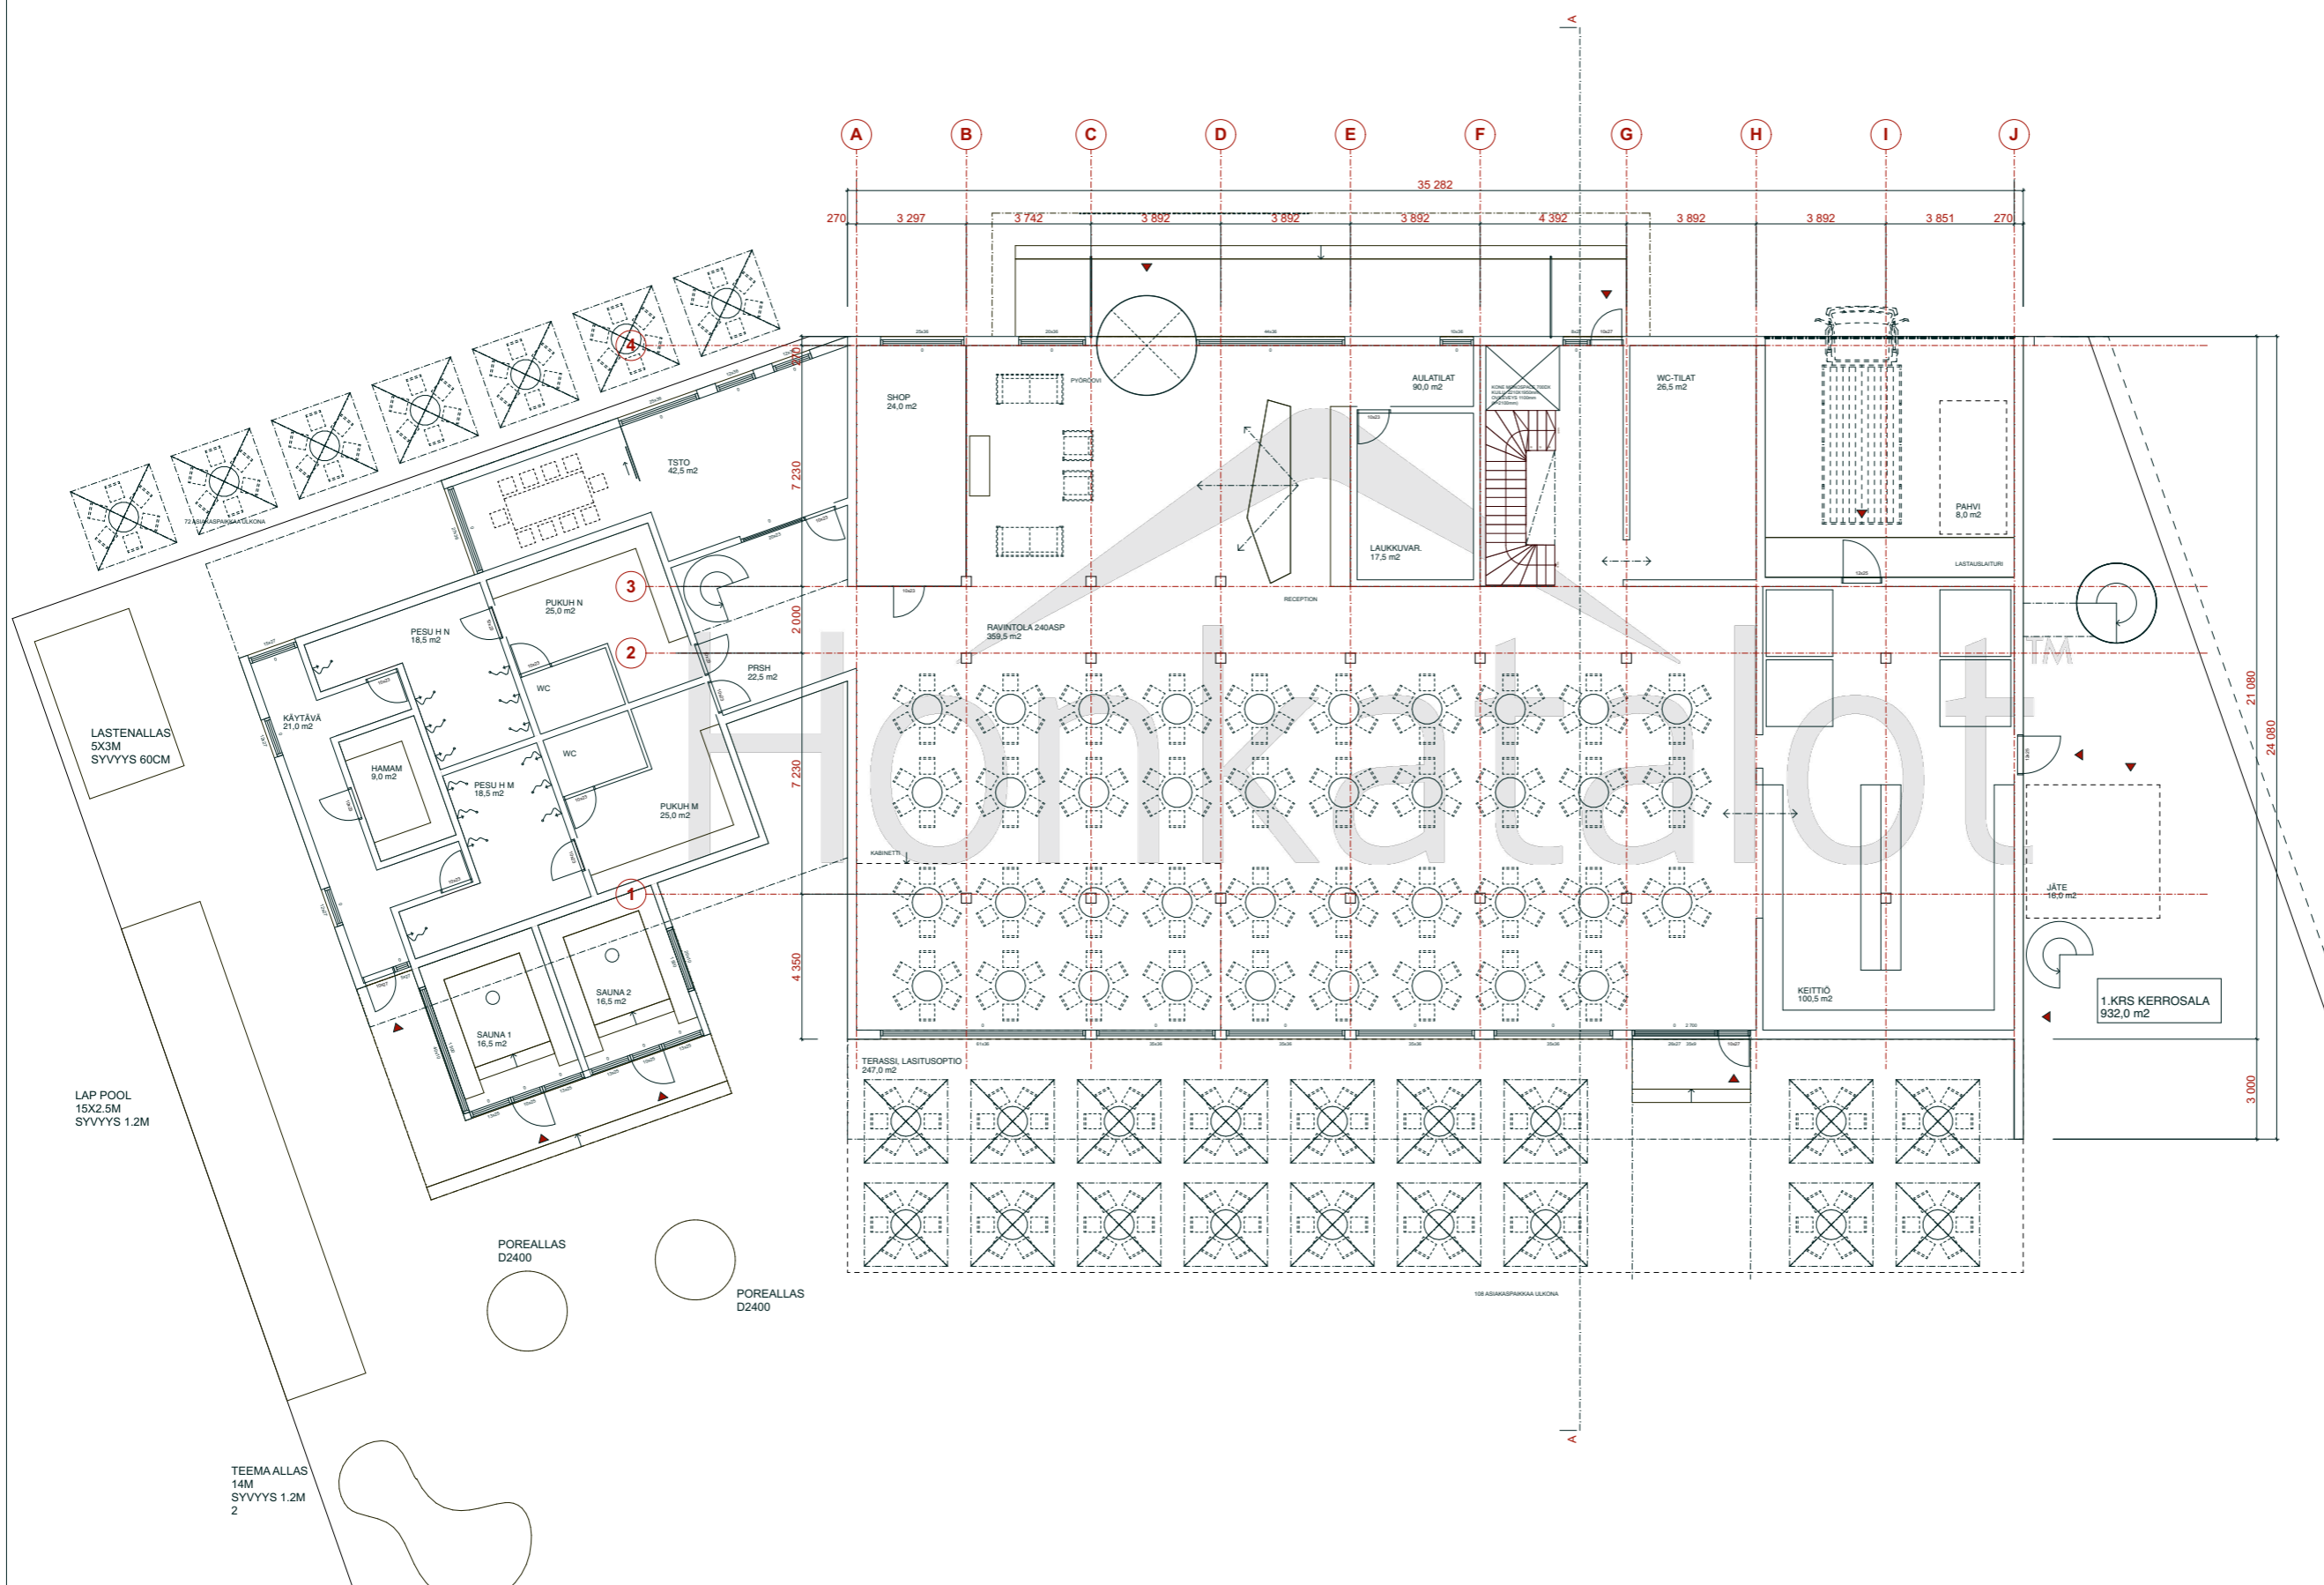 A
A B C D E F G H I J
35 282
270 3 297 3 742 3 892 3 892 3 892 4 392 3 892 3 892 3 851 270
4
270
7 230
3
2 000
2
7 230
1
4 350
21 080
24 080
3 000
SHOP
24,0 m2
PYÖRÖOVI
AULATILAT
90,0 m2
WC-TILAT
26,5 m2
TSTO
42,5 m2
LAUKKUVAR.
17,5 m2
PAHVI
8,0 m2
LASTAUSLAITURI
72 ASIAKASPAIKKAA ULKONA
RECEPTION
PUKUH N
25,0 m2
PESU H N
18,5 m2
RAVINTOLA 240ASP
359,5 m2
PRSH
22,5 m2
WC
WC
KÄYTÄVÄ
21,0 m2
HAMAM
9,0 m2
PESU H M
18,5 m2
PUKUH M
25,0 m2
LASTENALLAS
5X3M
SYVYYS 60CM
Honkatalot™
KABINETTI
JÄTE
16,0 m2
KEITTIÖ
100,5 m2
1.KRS KERROSALA
932,0 m2
SAUNA 2
16,5 m2
SAUNA 1
16,5 m2
TERASSI, LASITUSOPTIO
247,0 m2
LAP POOL
15X2.5M
SYVYYS 1.2M
POREALLAS
D2400
POREALLAS
D2400
108 ASIAKASPAIKKAA ULKONA
A
TEEMA ALLAS
14M
SYVYYS 1.2M
2